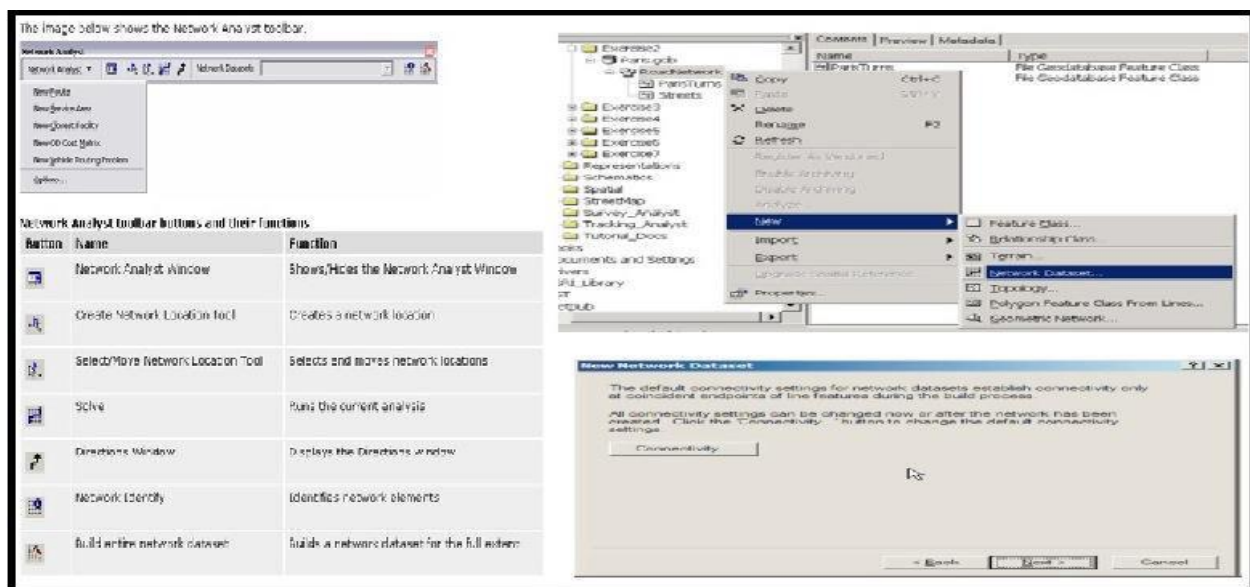 The image below shows the Network Analyst toolbar.
Network Analyst
Network Analyst Network Dataset:
New Route
New Service Area
New Closest Facility
New OD Cost Matrix
New Vehicle Routing Problem
Options...
Network Analyst toolbar buttons and their functions
Button Name Function
Network Analyst Window Shows/Hides the Network Analyst Window
Create Network Location Tool Creates a network location
Select/Move Network Location Tool Selects and moves network locations
Solve Runs the current analysis
Directions Window Displays the Directions window
Network Identify Identifies network elements
Build entire network dataset Builds a network dataset for the full extent
Exercise2
Paris.gdb
RoadNetwork
ParisTurns
Streets
Exercise3
Exercise4
Exercise5
Exercise6
Exercise7
Representations
Schematics
Spatial
StreetMap
Survey_Analyst
Tracking_Analyst
Tutorial_Docs
Documents and Settings
Contents Preview Metadata
Name Type
ParisTurns File Geodatabase Feature Class
File Geodatabase Feature Class
Copy Ctrl+C
Paste Ctrl+V
Delete
Rename F2
Refresh
Register As Versioned
Enable Archiving
Disable Archiving
Analyze...
New
Import
Export
Upgrade Spatial Reference
Properties...
Feature Class...
Relationship Class...
Terrain...
Network Dataset...
Topology...
Polygon Feature Class From Lines...
Geometric Network...
New Network Dataset
The default connectivity settings for network datasets establish connectivity only
at coincident endpoints of line features during the build process.
All connectivity settings can be changed now or after the network has been
created. Click the 'Connectivity...' button to change the default connectivity
settings.
Connectivity
< Back Next > Cancel